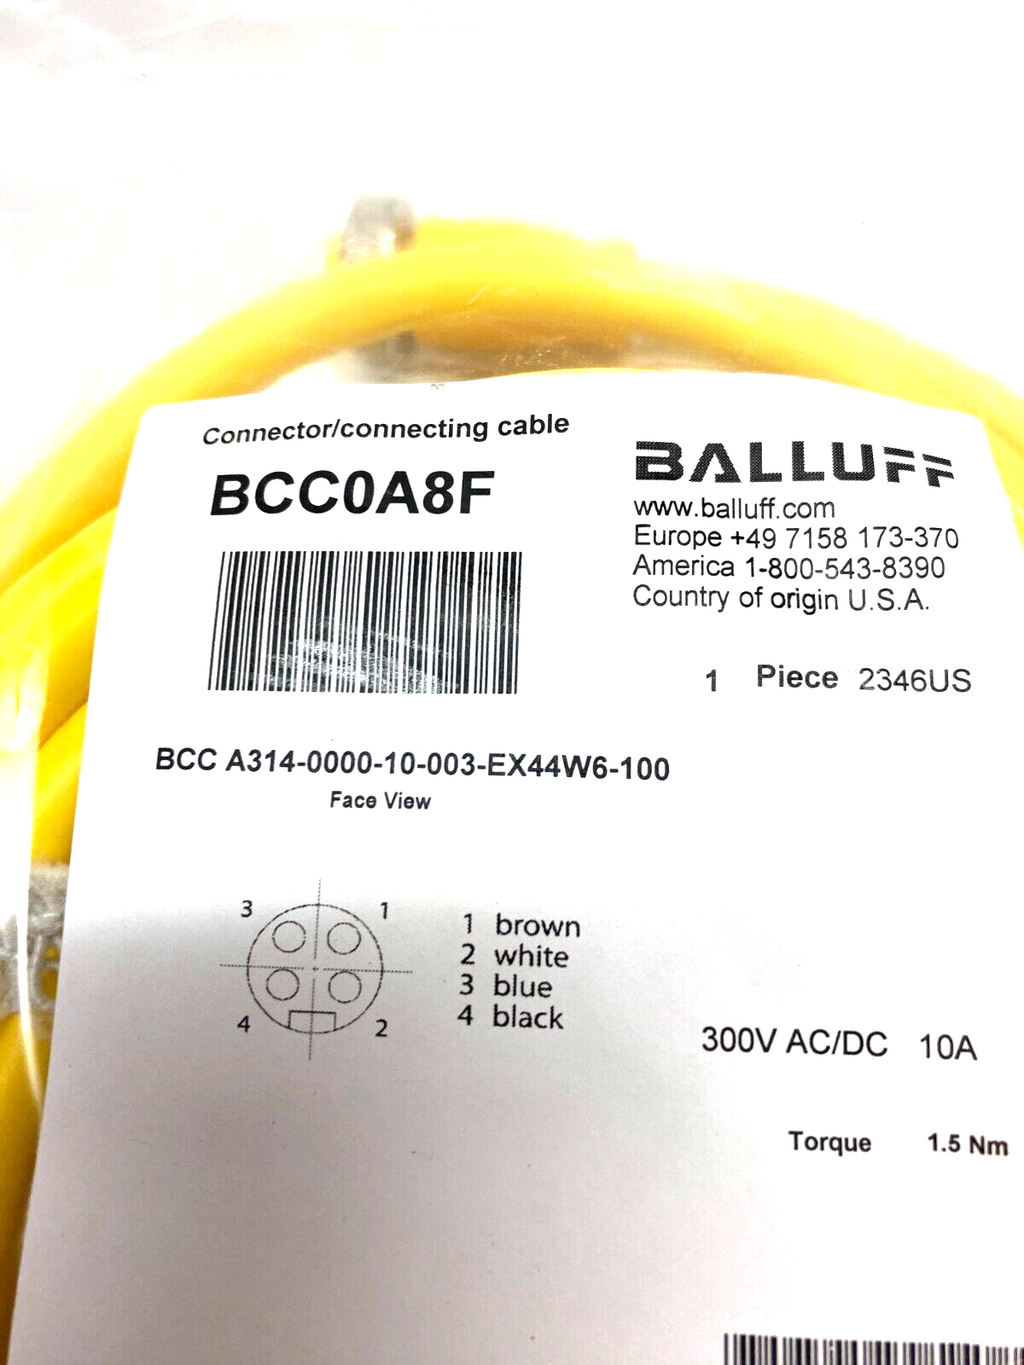 Connector/connecting cable
BCC0A8F
BALLUFF
www.balluff.com
Europe +49 7158 173-370
America 1-800-543-8390
Country of origin U.S.A.
1 Piece 2346US
BCC A314-0000-10-003-EX44W6-100
Face View
3 1
4 2
1 brown
2 white
3 blue
4 black
300V AC/DC 10A
Torque 1.5 Nm